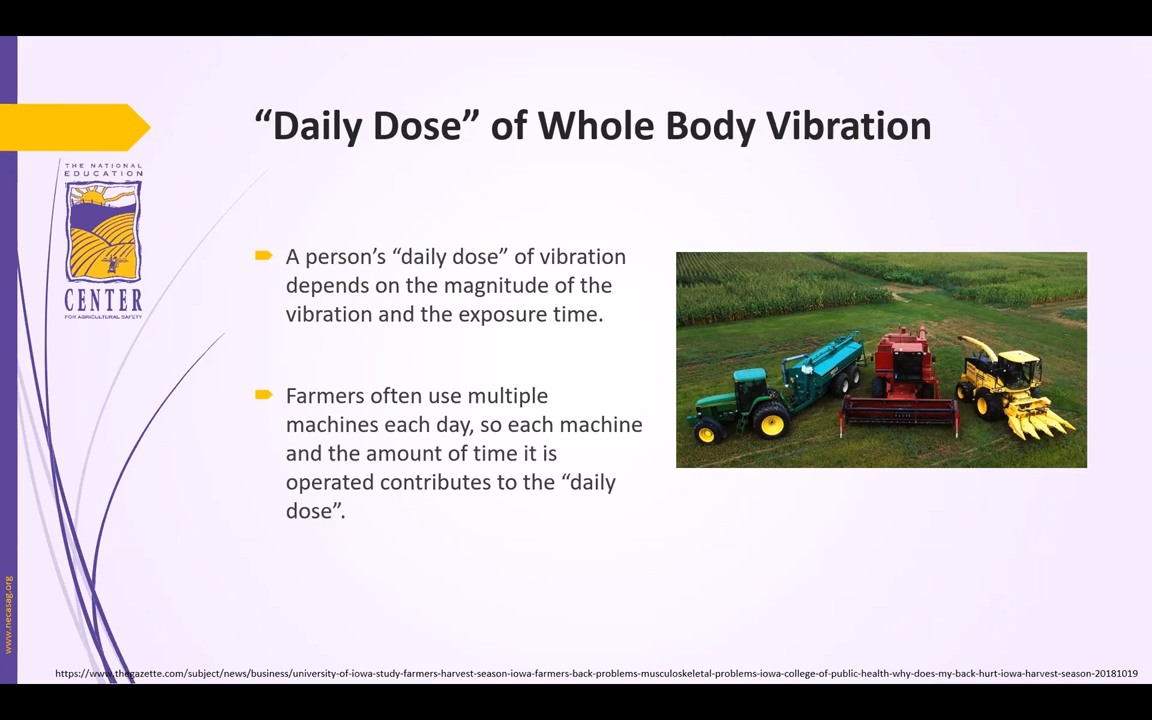 “Daily Dose” of Whole Body Vibration
THE NATIONAL
EDUCATION
CENTER
FOR AGRICULTURAL SAFETY
A person’s “daily dose” of vibration
depends on the magnitude of the
vibration and the exposure time.
Farmers often use multiple
machines each day, so each machine
and the amount of time it is
operated contributes to the “daily
dose”.
www.necasag.org
https://www.thegazette.com/subject/news/business/university-of-iowa-study-farmers-harvest-season-iowa-farmers-back-problems-musculoskeletal-problems-iowa-college-of-public-health-why-does-my-back-hurt-iowa-harvest-season-20181019